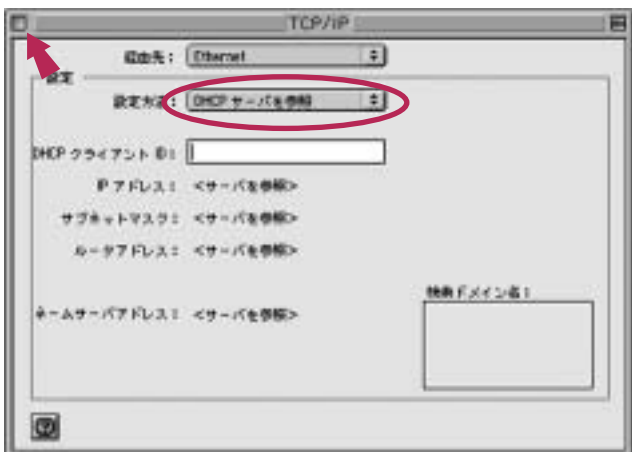 TCP/IP
経由先： Ethernet
設定
設定方法： DHCP サーバを参照
DHCP クライアント ID：
IP アドレス： <サーバを参照>
サブネットマスク： <サーバを参照>
ルータアドレス： <サーバを参照>
検索ドメイン名：
ネームサーバアドレス： <サーバを参照>